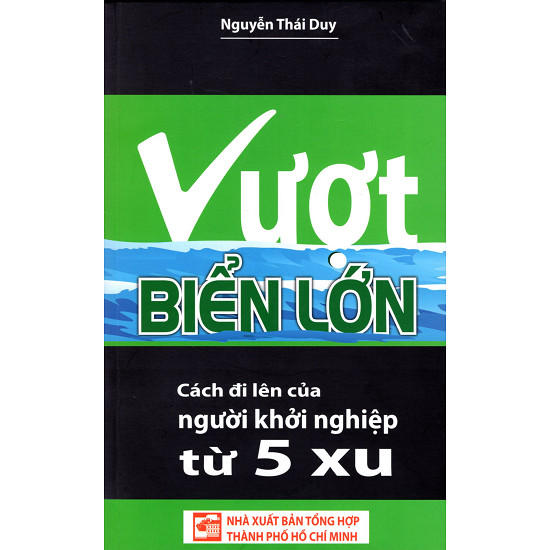 Nguyễn Thái Duy
Vượt
BIỂN LỚN
Cách đi lên của
người khởi nghiệp
từ 5 xu
NHÀ XUẤT BẢN TỔNG HỢP
THÀNH PHỐ HỒ CHÍ MINH